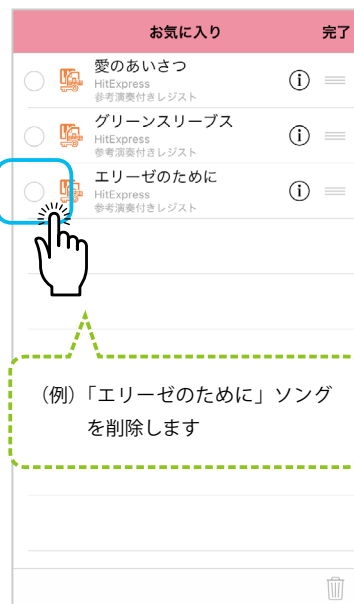 お気に入り 完了
愛のあいさつ
HitExpress
参考演奏付きレジスト
グリーンスリーブス
HitExpress
参考演奏付きレジスト
エリーゼのために
HitExpress
参考演奏付きレジスト
（例）「エリーゼのために」ソング
を削除します